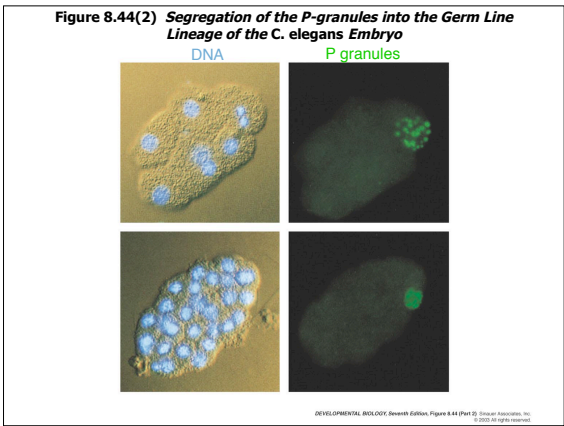 Figure 8.44(2) Segregation of the P-granules into the Germ Line
Lineage of the C. elegans Embryo
DNA
P granules
DEVELOPMENTAL BIOLOGY, Seventh Edition, Figure 8.44 (Part 2) Sinauer Associates, Inc.
© 2003 All rights reserved